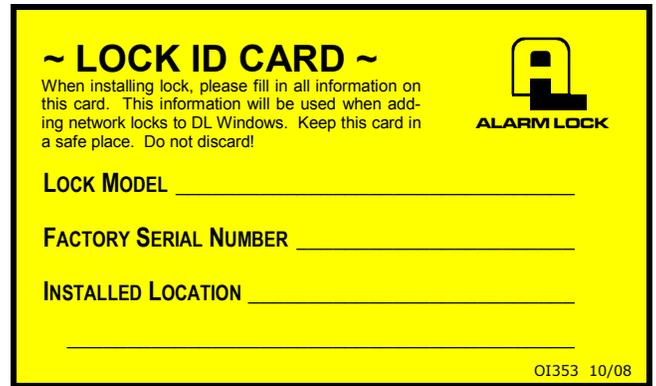 ~ LOCK ID CARD ~
When installing lock, please fill in all information on
this card. This information will be used when add-
ing network locks to DL Windows. Keep this card in
a safe place. Do not discard!
AL
ALARM LOCK
LOCK MODEL
FACTORY SERIAL NUMBER
INSTALLED LOCATION
OI353 10/08